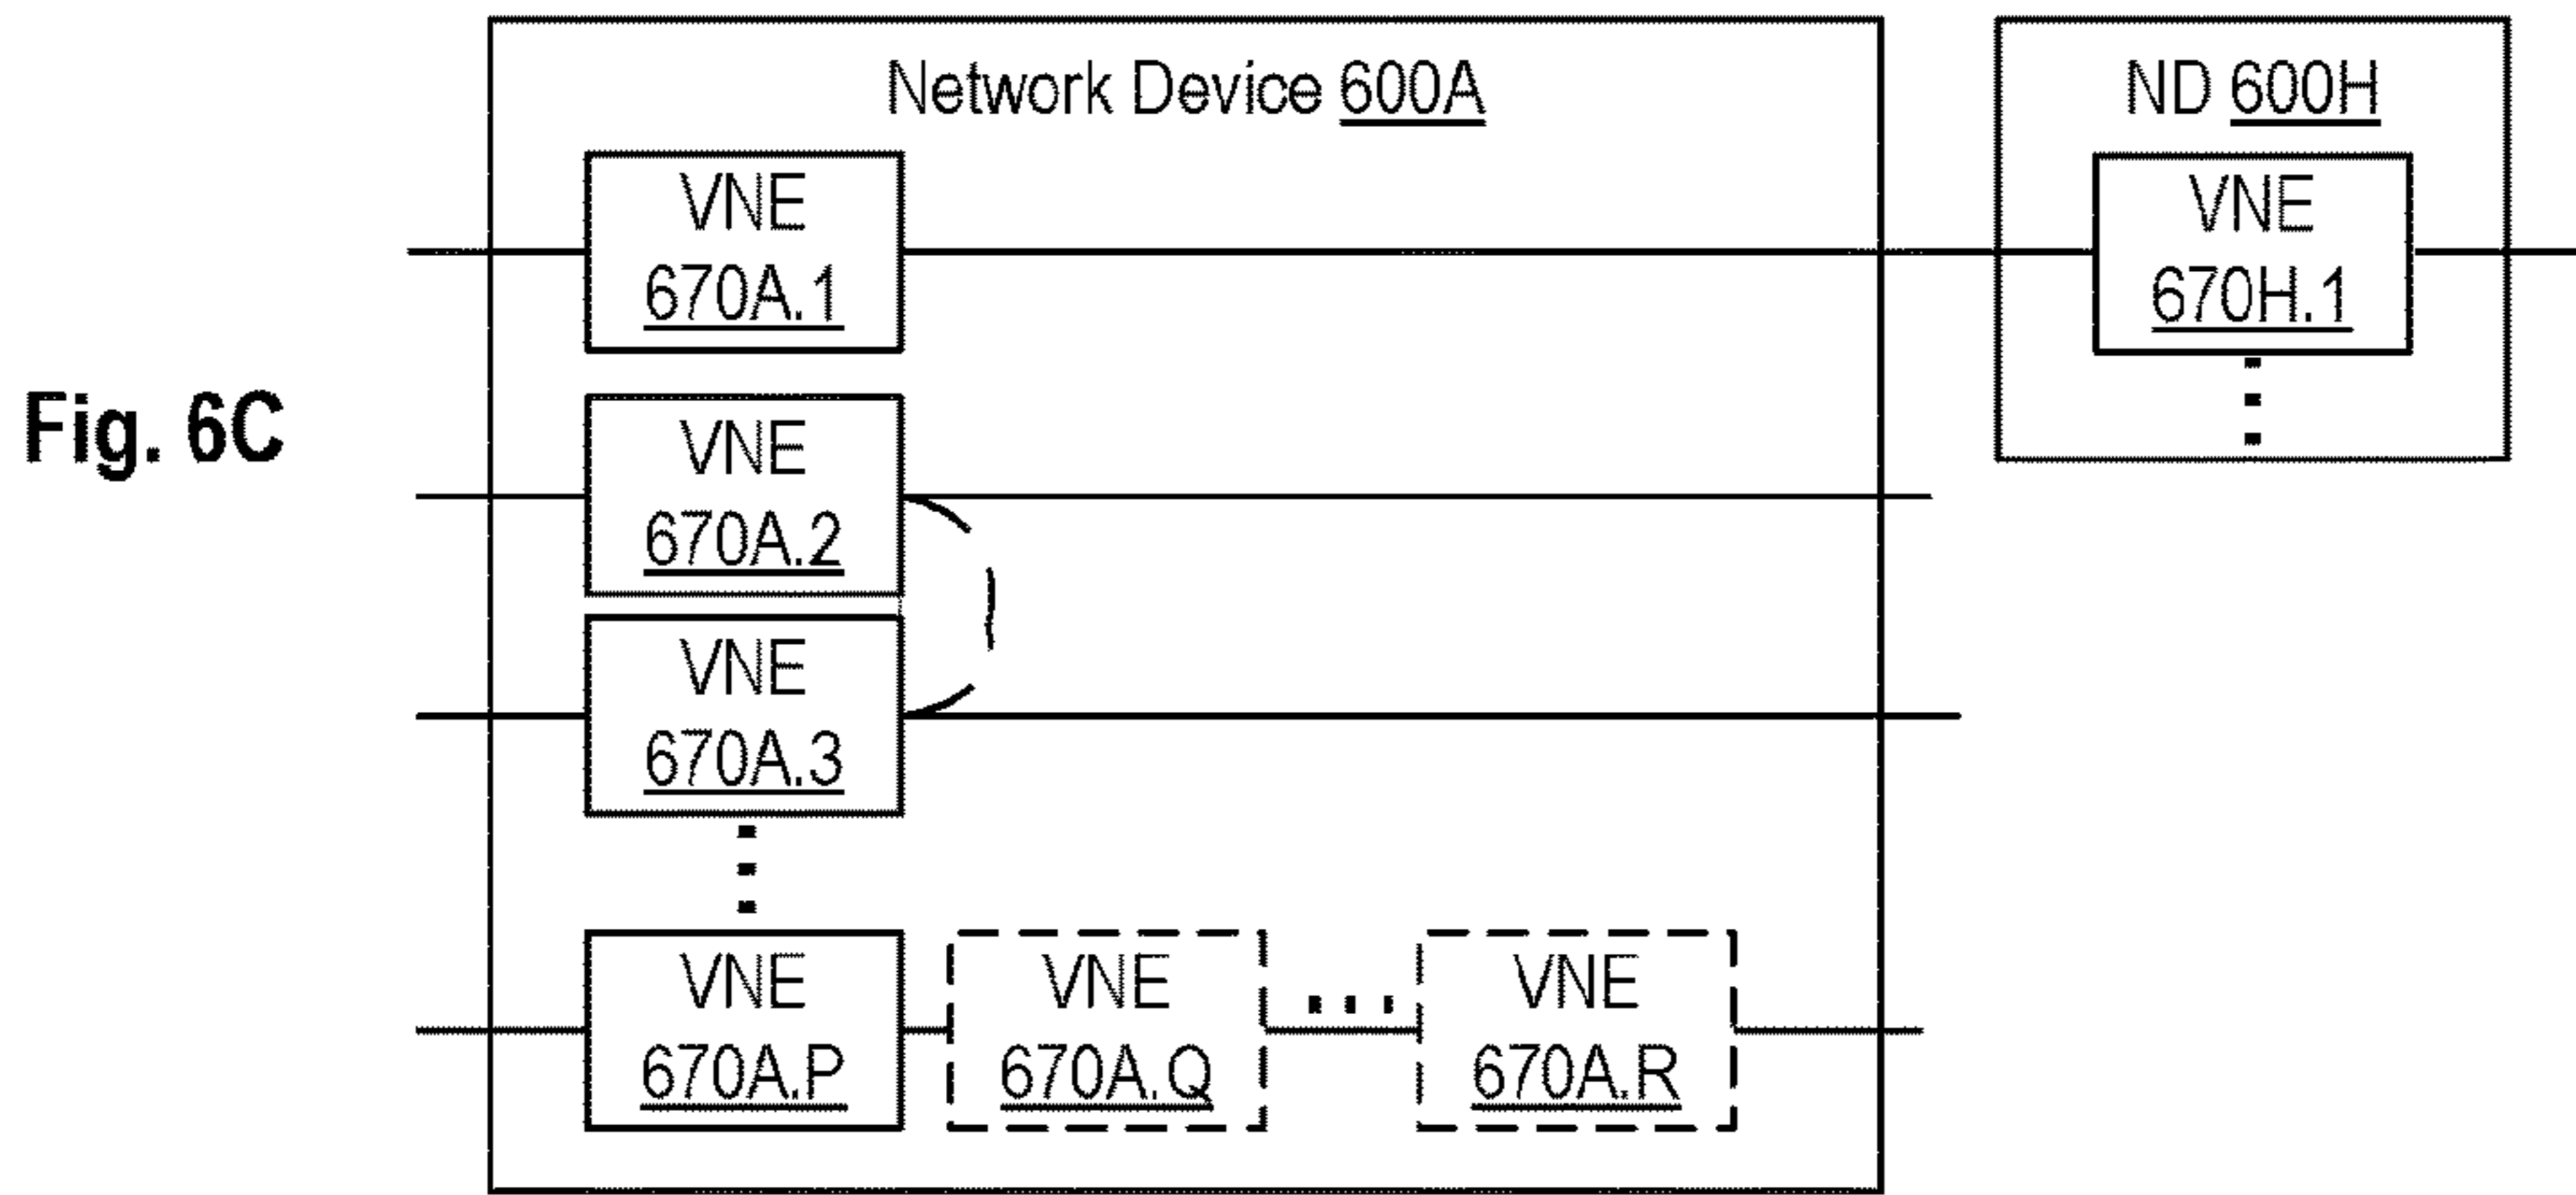 Network Device 600A
ND 600H
VNE
670A.1
VNE
670H.1
Fig. 6C
VNE
670A.2
VNE
670A.3
VNE
670A.P
VNE
670A.Q
...
VNE
670A.R